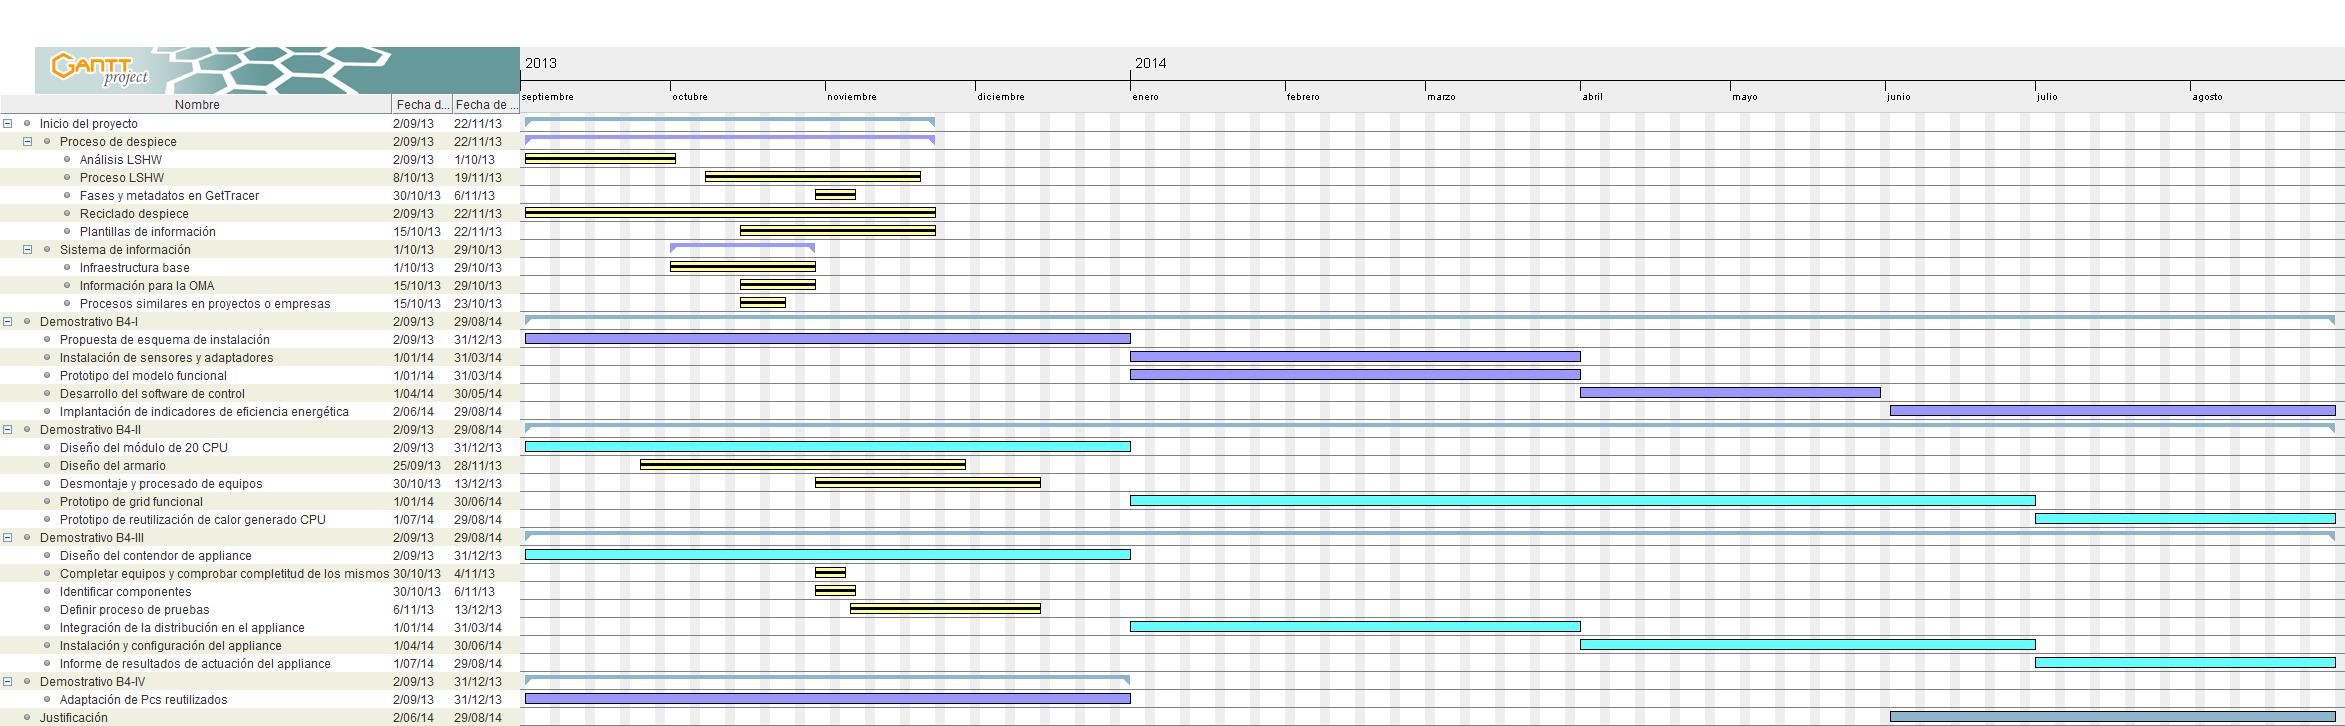 GANTT project
2013 2014
septiembre octubre noviembre diciembre enero febrero marzo abril mayo junio julio agosto
Nombre Fecha d... Fecha de ...
Inicio del proyecto 2/09/13 22/11/13
Proceso de despiece 2/09/13 22/11/13
Análisis LSHW 2/09/13 1/10/13
Proceso LSHW 8/10/13 19/11/13
Fases y metadatos en GetTracer 30/10/13 6/11/13
Reciclado despiece 2/09/13 22/11/13
Plantillas de información 15/10/13 22/11/13
Sistema de información 1/10/13 29/10/13
Infraestructura base 1/10/13 29/10/13
Información para la OMA 15/10/13 29/10/13
Procesos similares en proyectos o empresas 15/10/13 23/10/13
Demostrativo B4-I 2/09/13 29/08/14
Propuesta de esquema de instalación 2/09/13 31/12/13
Instalación de sensores y adaptadores 1/01/14 31/03/14
Prototipo del modelo funcional 1/01/14 31/03/14
Desarrollo del software de control 1/04/14 30/05/14
Implantación de indicadores de eficiencia energética 2/06/14 29/08/14
Demostrativo B4-II 2/09/13 29/08/14
Diseño del módulo de 20 CPU 2/09/13 31/12/13
Diseño del armario 25/09/13 28/11/13
Desmontaje y procesado de equipos 30/10/13 13/12/13
Prototipo de grid funcional 1/01/14 30/06/14
Prototipo de reutilización de calor generado CPU 1/07/14 29/08/14
Demostrativo B4-III 2/09/13 29/08/14
Diseño del contendor de appliance 2/09/13 31/12/13
Completar equipos y comprobar completitud de los mismos 30/10/13 4/11/13
Identificar componentes 30/10/13 6/11/13
Definir proceso de pruebas 6/11/13 13/12/13
Integración de la distribución en el appliance 1/01/14 31/03/14
Instalación y configuración del appliance 1/04/14 30/06/14
Informe de resultados de actuación del appliance 1/07/14 29/08/14
Demostrativo B4-IV 2/09/13 31/12/13
Adaptación de Pcs reutilizados 2/09/13 31/12/13
Justificación 2/06/14 29/08/14